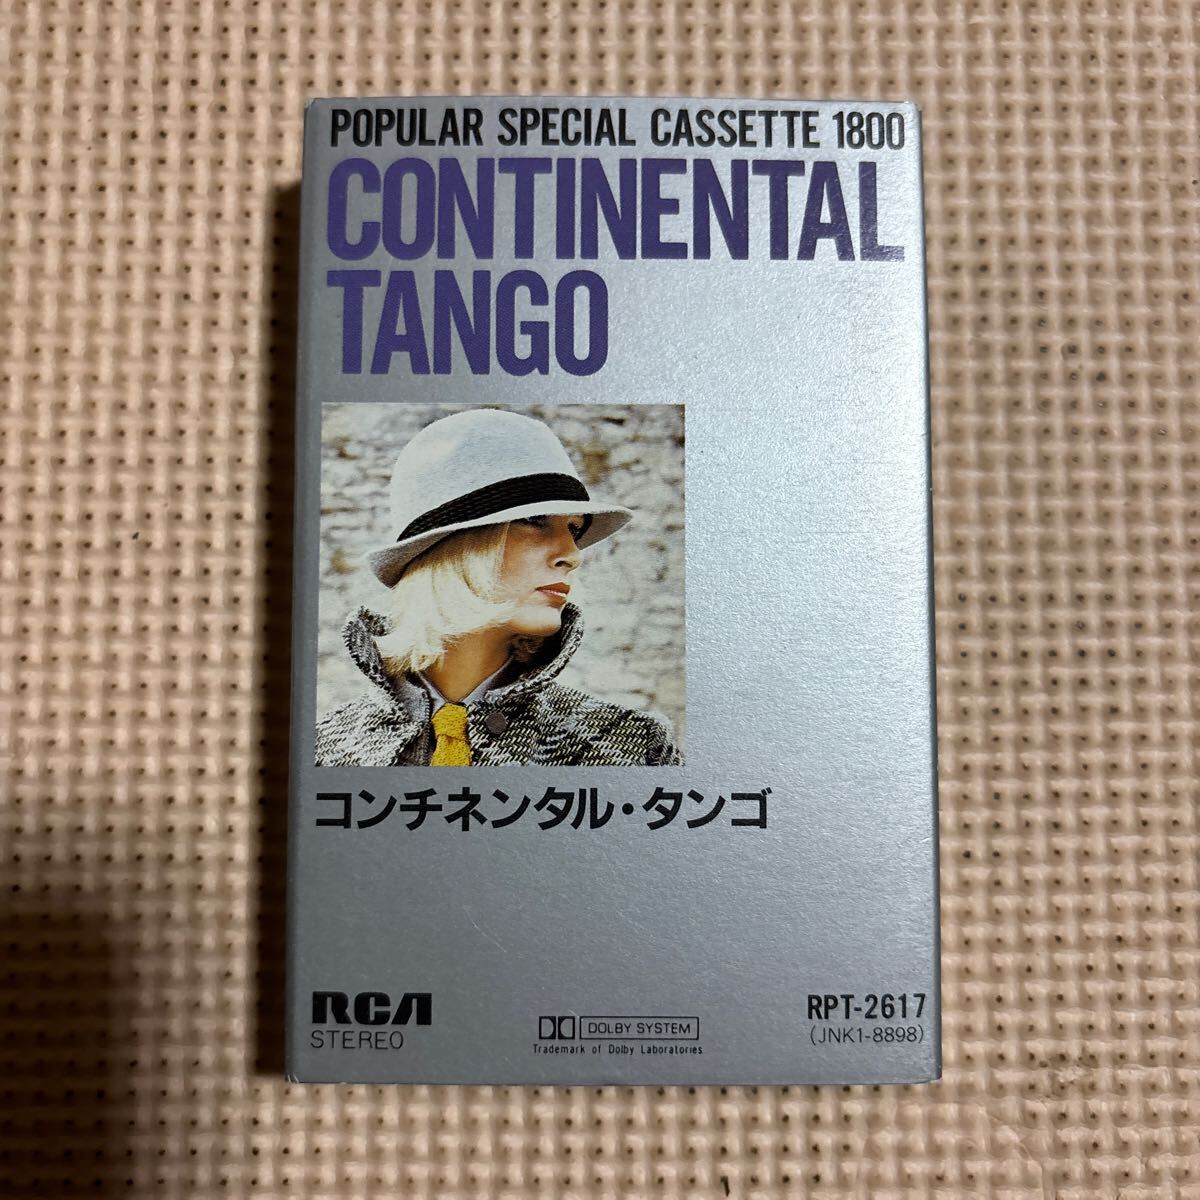 POPULAR SPECIAL CASSETTE 1800
CONTINENTAL
TANGO
コンチネンタル・タンゴ
RCA
STEREO
DOLBY SYSTEM
Trademark of Dolby Laboratories
RPT-2617
(JNK1-8898)